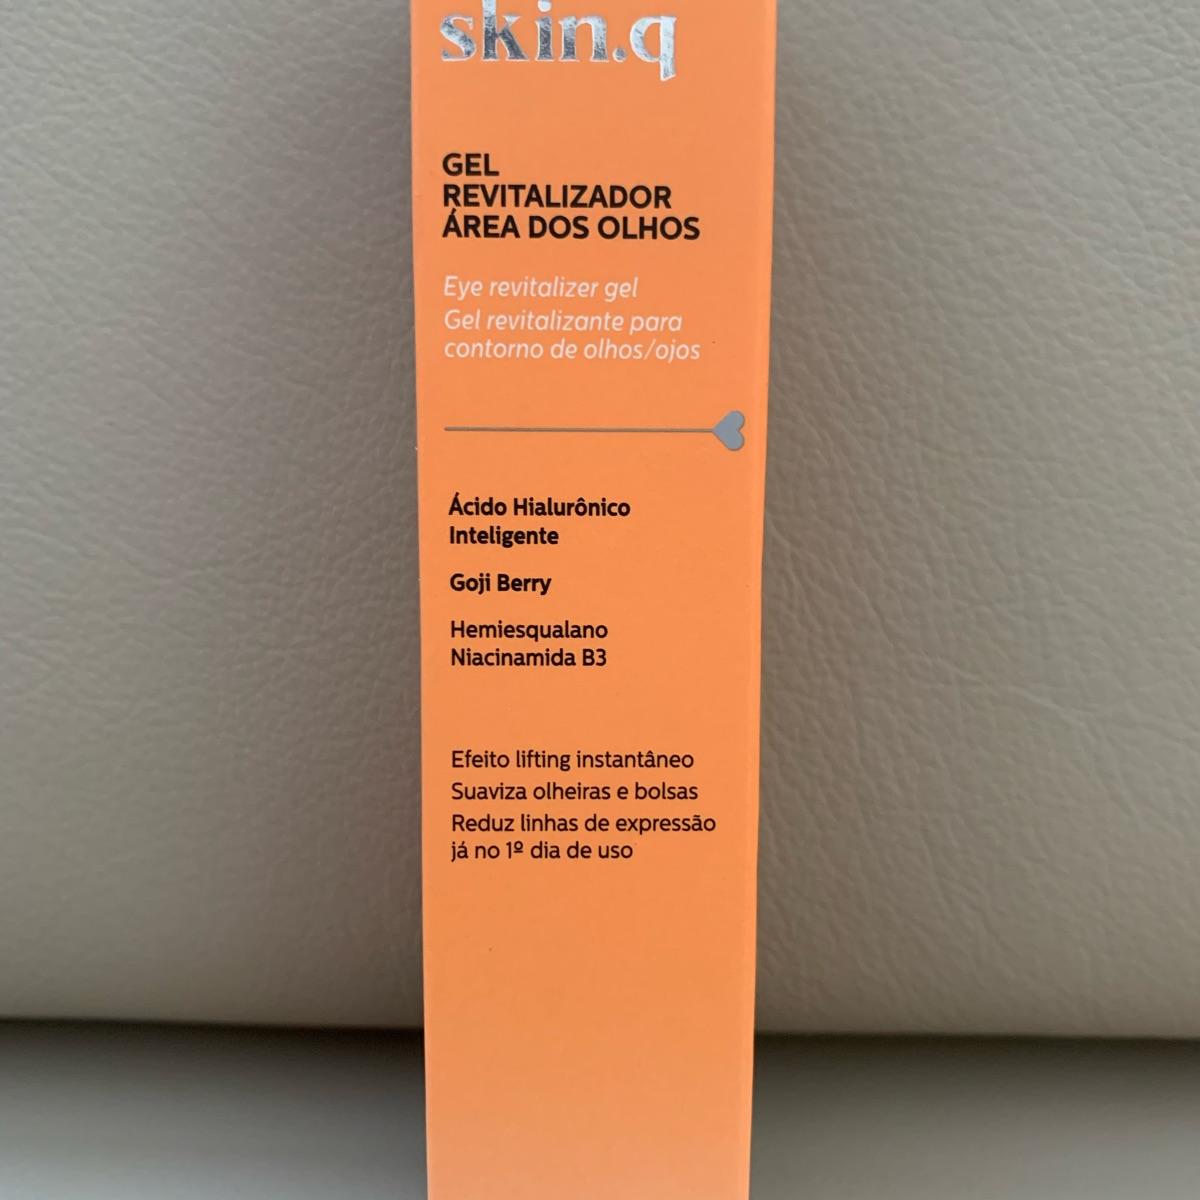 skin.q
GEL
REVITALIZADOR
ÁREA DOS OLHOS
Eye revitalizer gel
Gel revitalizante para
contorno de olhos/ojos
Ácido Hialurônico
Inteligente
Goji Berry
Hemiesqualano
Niacinamida B3
Efeito lifting instantâneo
Suaviza olheiras e bolsas
Reduz linhas de expressão
já no 1º dia de uso